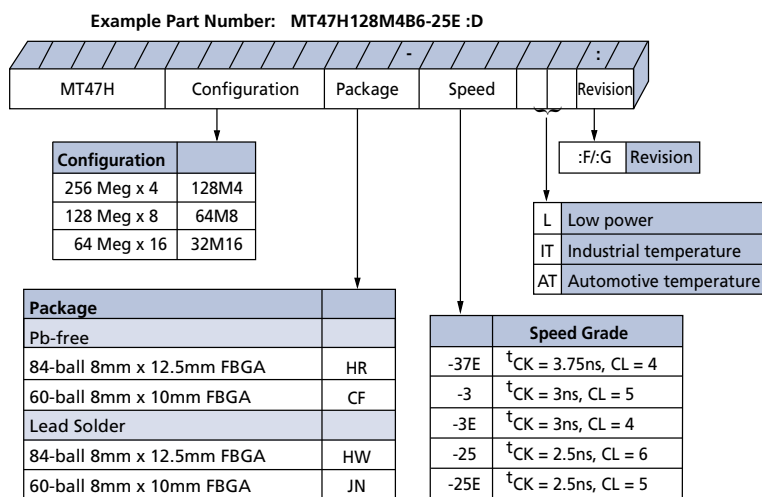 Example Part Number: MT47H128M4B6-25E :D
- :
MT47H Configuration Package Speed Revision
:F/:G Revision
Configuration
256 Meg x 4 128M4
128 Meg x 8 64M8
64 Meg x 16 32M16
L Low power
IT Industrial temperature
AT Automotive temperature
Package
Pb-free
84-ball 8mm x 12.5mm FBGA HR
60-ball 8mm x 10mm FBGA CF
Lead Solder
84-ball 8mm x 12.5mm FBGA HW
60-ball 8mm x 10mm FBGA JN
Speed Grade
-37E tCK = 3.75ns, CL = 4
-3 tCK = 3ns, CL = 5
-3E tCK = 3ns, CL = 4
-25 tCK = 2.5ns, CL = 6
-25E tCK = 2.5ns, CL = 5